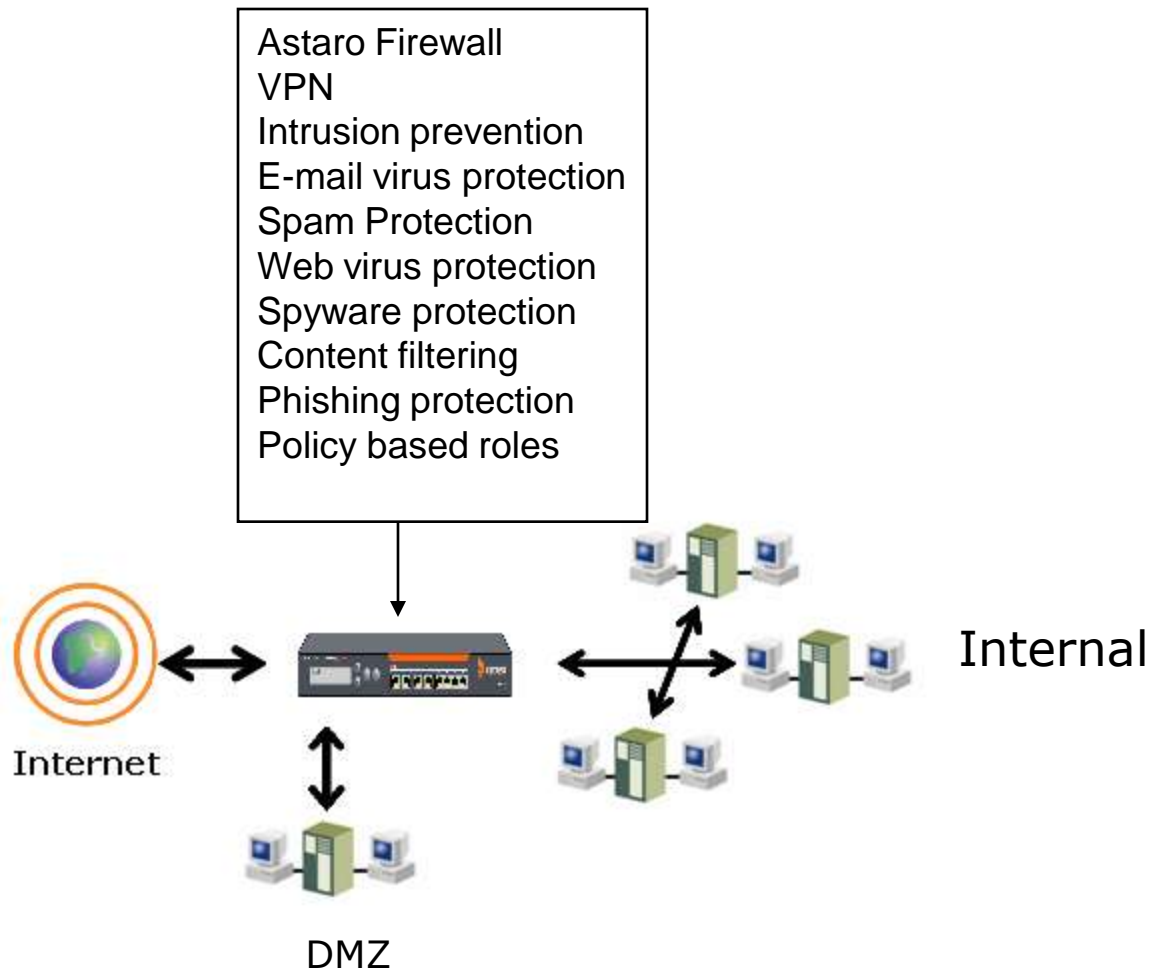 Astaro Firewall
VPN
Intrusion prevention
E-mail virus protection
Spam Protection
Web virus protection
Spyware protection
Content filtering
Phishing protection
Policy based roles
Internal
Internet
DMZ